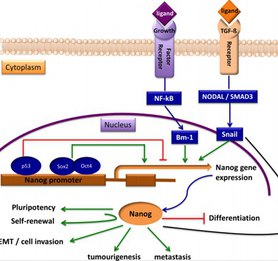 ligand
ligand
Growth
Factor
Receptor
TGF-ß
Receptor
Cytoplasm
NF-kB
NODAL / SMAD3
Nucleus
Bm-1
Snail
p53
Sox2
Oct4
Nanog promoter
Nanog gene
expression
Pluripotency
Self-renewal
Nanog
Differentiation
EMT / cell invasion
tumourigenesis
metastasis